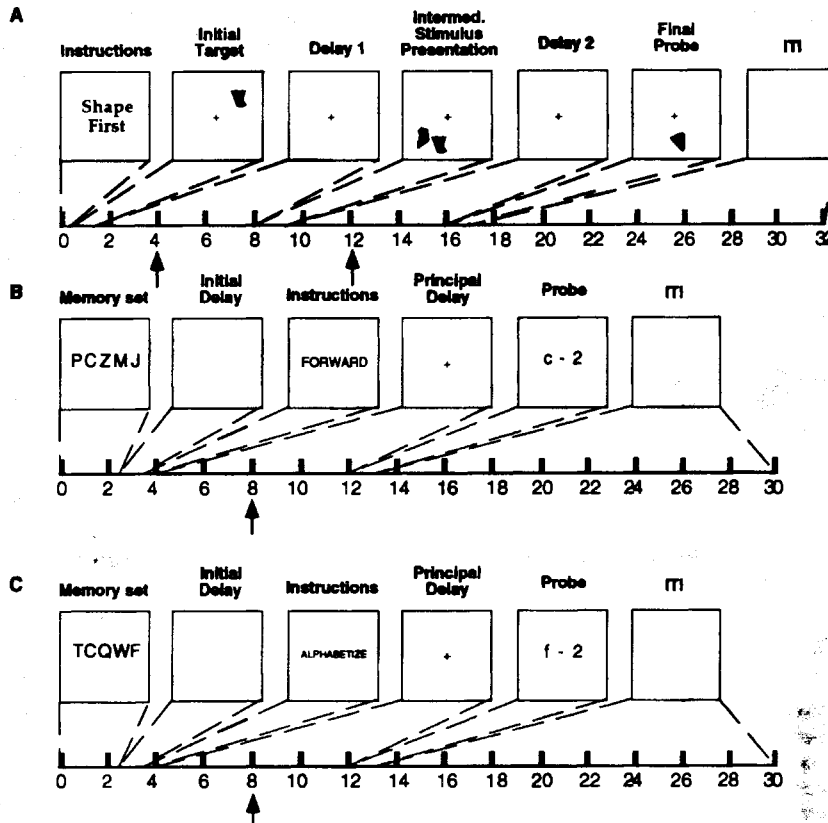 A
Instructions
Initial
Target
Delay 1
Intermed.
Stimulus
Presentation
Delay 2
Final
Probe
ITI
Shape
First
+
+
+
+
+
0 2 4 6 8 10 12 14 16 18 20 22 24 26 28 30 32
B
Memory set
Initial
Delay
Instructions
Principal
Delay
Probe
ITI
PCZMJ
FORWARD
+
c - 2
0 2 4 6 8 10 12 14 16 18 20 22 24 26 28 30
C
Memory set
Initial
Delay
Instructions
Principal
Delay
Probe
ITI
TCQWF
ALPHABETIZE
+
f - 2
0 2 4 6 8 10 12 14 16 18 20 22 24 26 28 30